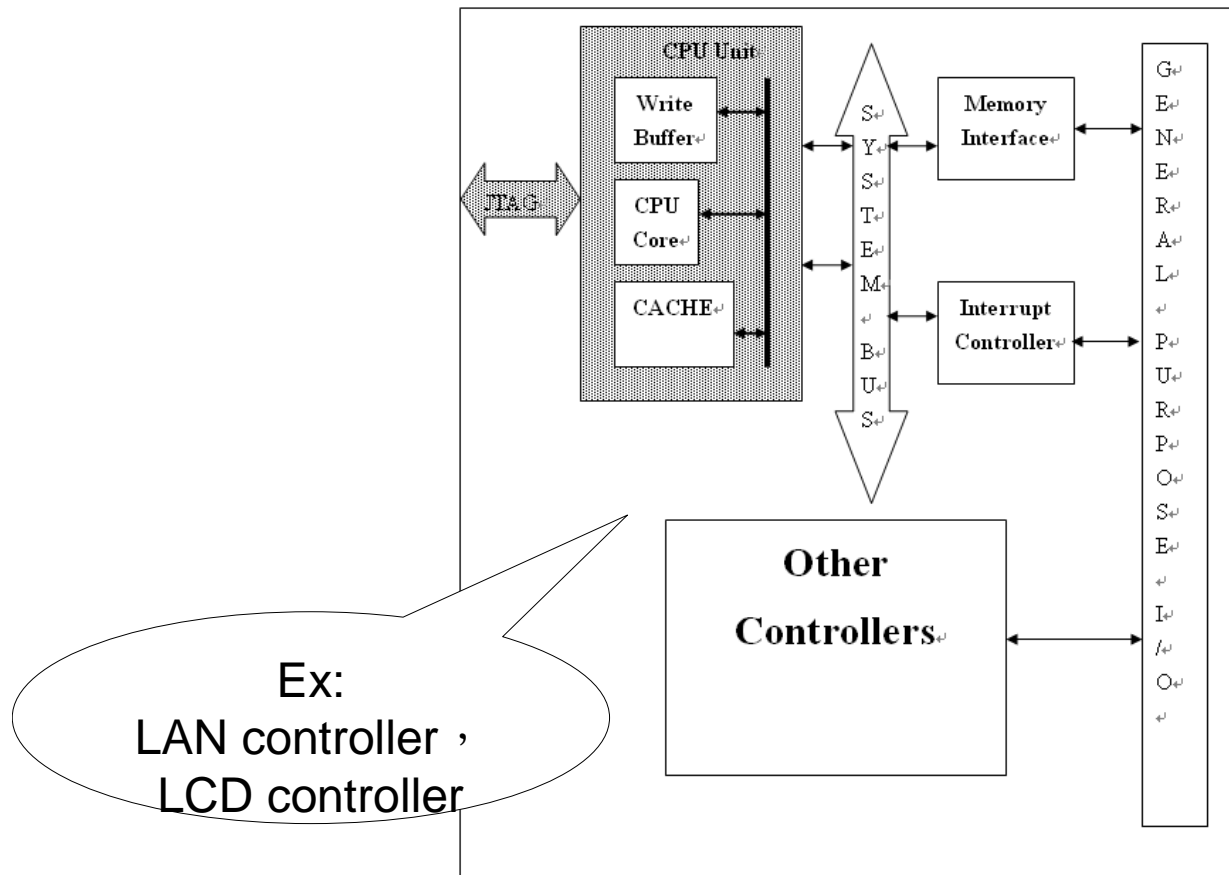 CPU Unit
Write
Buffer↵
CPU
Core↵
CACHE↵
JTAG
S↵
Y↵
S↵
T↵
E↵
M↵
↵
B↵
U↵
S↵
Memory
Interface↵
Interrupt
Controller↵
G↵
E↵
N↵
E↵
R↵
A↵
L↵
↵
P↵
U↵
R↵
P↵
O↵
S↵
E↵
↵
I↵
/↵
O↵
↵
Other
Controllers↵
Ex:
LAN controller，
LCD controller